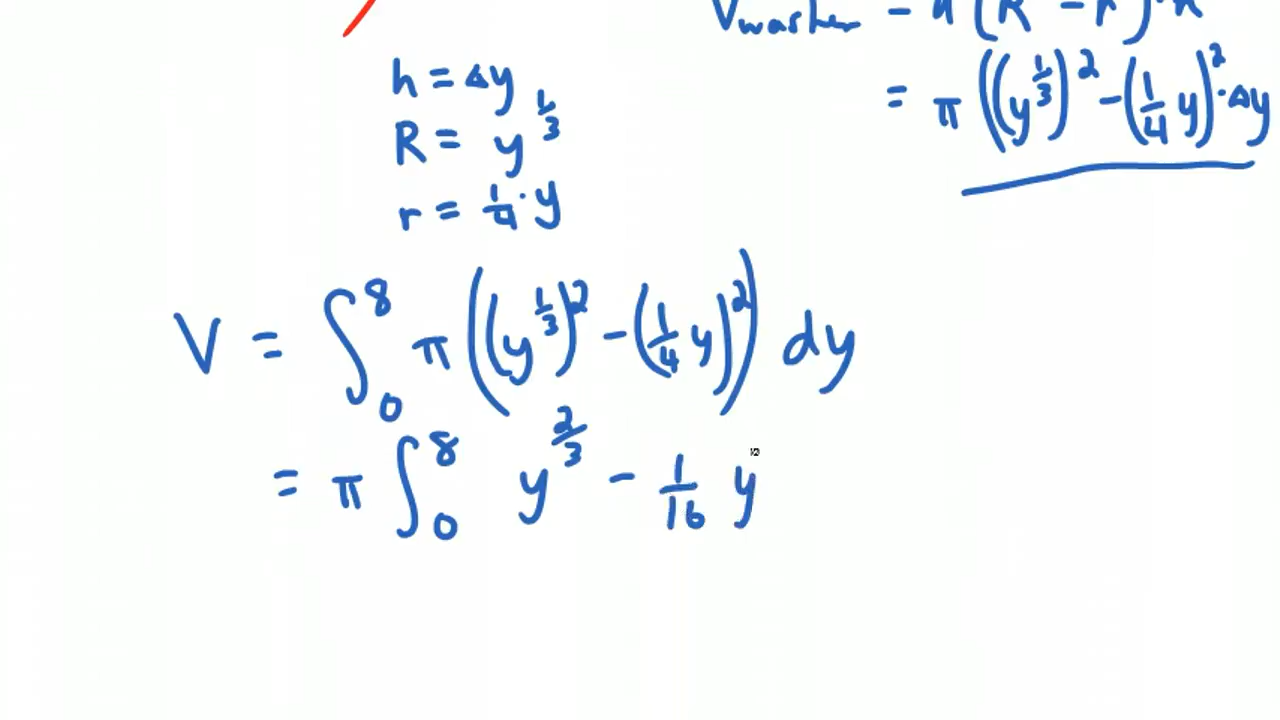 V washer = π (R² - r²) · h
= π ((y^{1/3})² - (1/4 y)² · Δy
h = Δy
R = y^{1/3}
r = 1/4 · y
V = ∫₀⁸ π ((y^{1/3})² - (1/4 y)²) dy
= π ∫₀⁸ y^{2/3} - 1/16 y